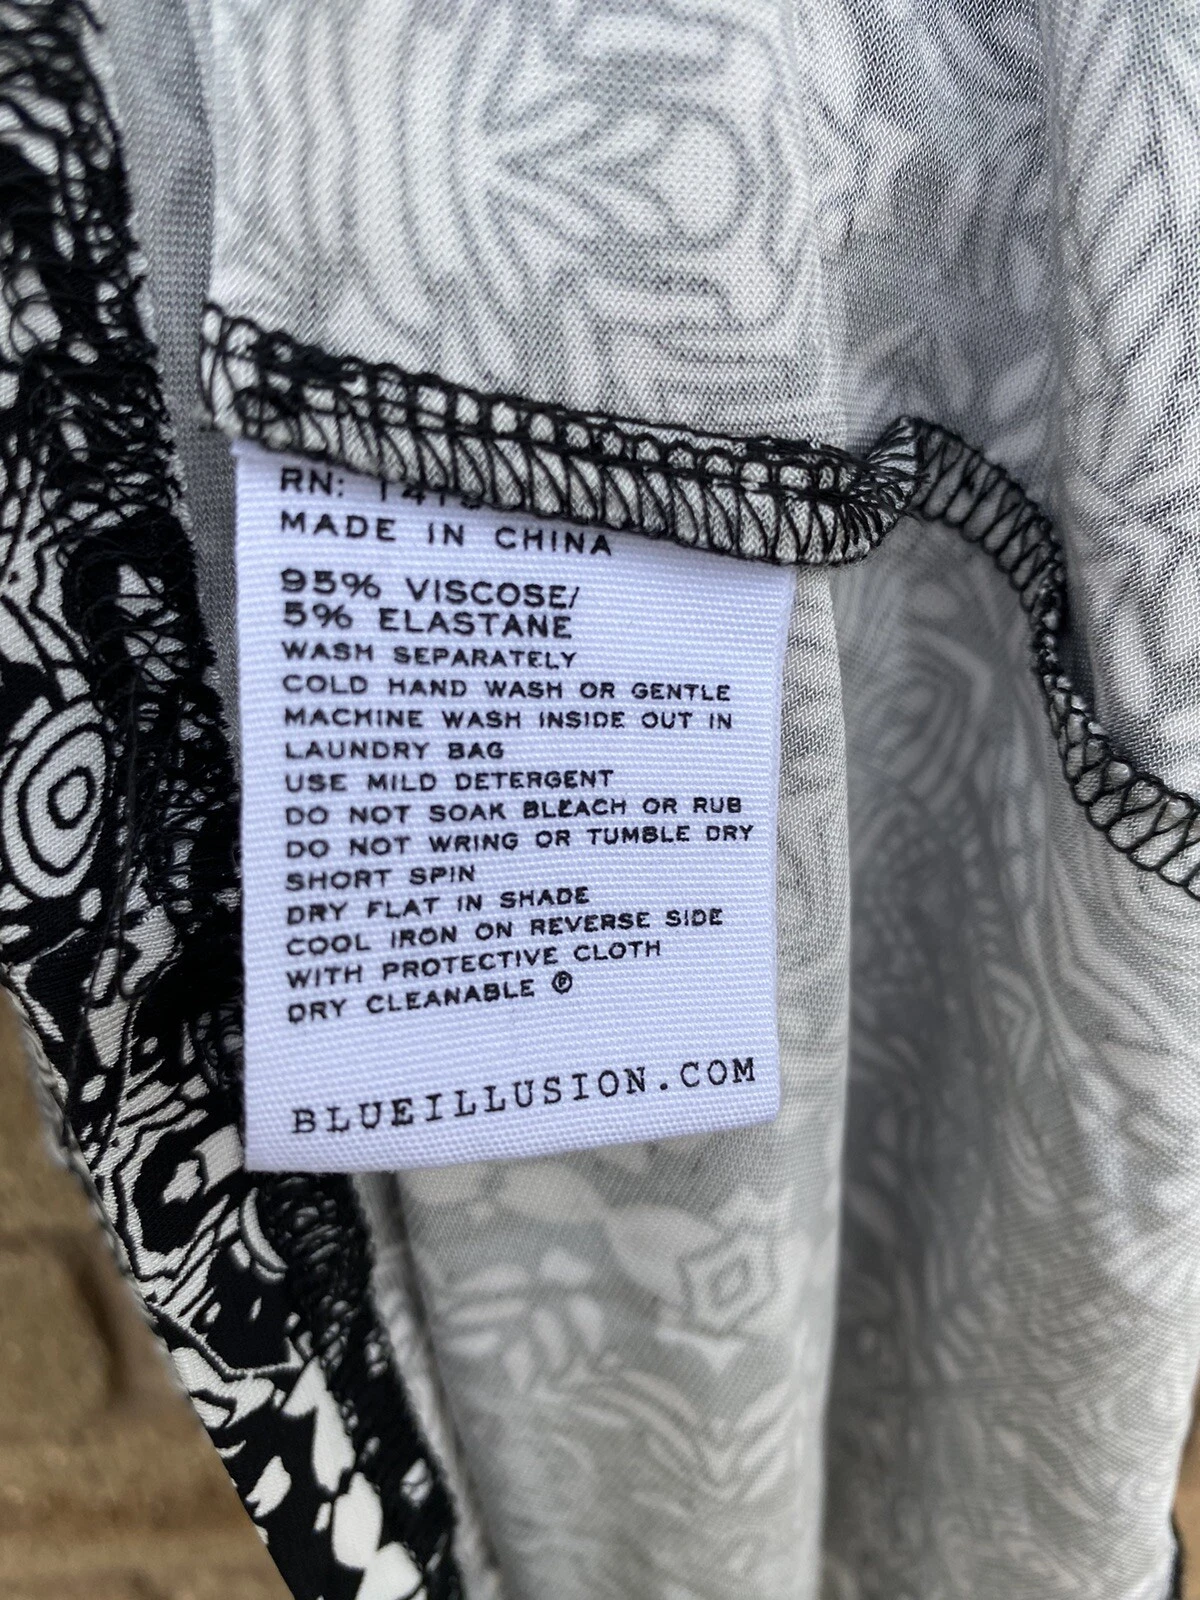 RN:
MADE IN CHINA
95% VISCOSE/
5% ELASTANE
WASH SEPARATELY
COLD HAND WASH OR GENTLE
MACHINE WASH INSIDE OUT IN
LAUNDRY BAG
USE MILD DETERGENT
DO NOT SOAK BLEACH OR RUB
DO NOT WRING OR TUMBLE DRY
SHORT SPIN
DRY FLAT IN SHADE
COOL IRON ON REVERSE SIDE
WITH PROTECTIVE CLOTH
DRY CLEANABLE Ⓟ
BLUEILLUSION.COM